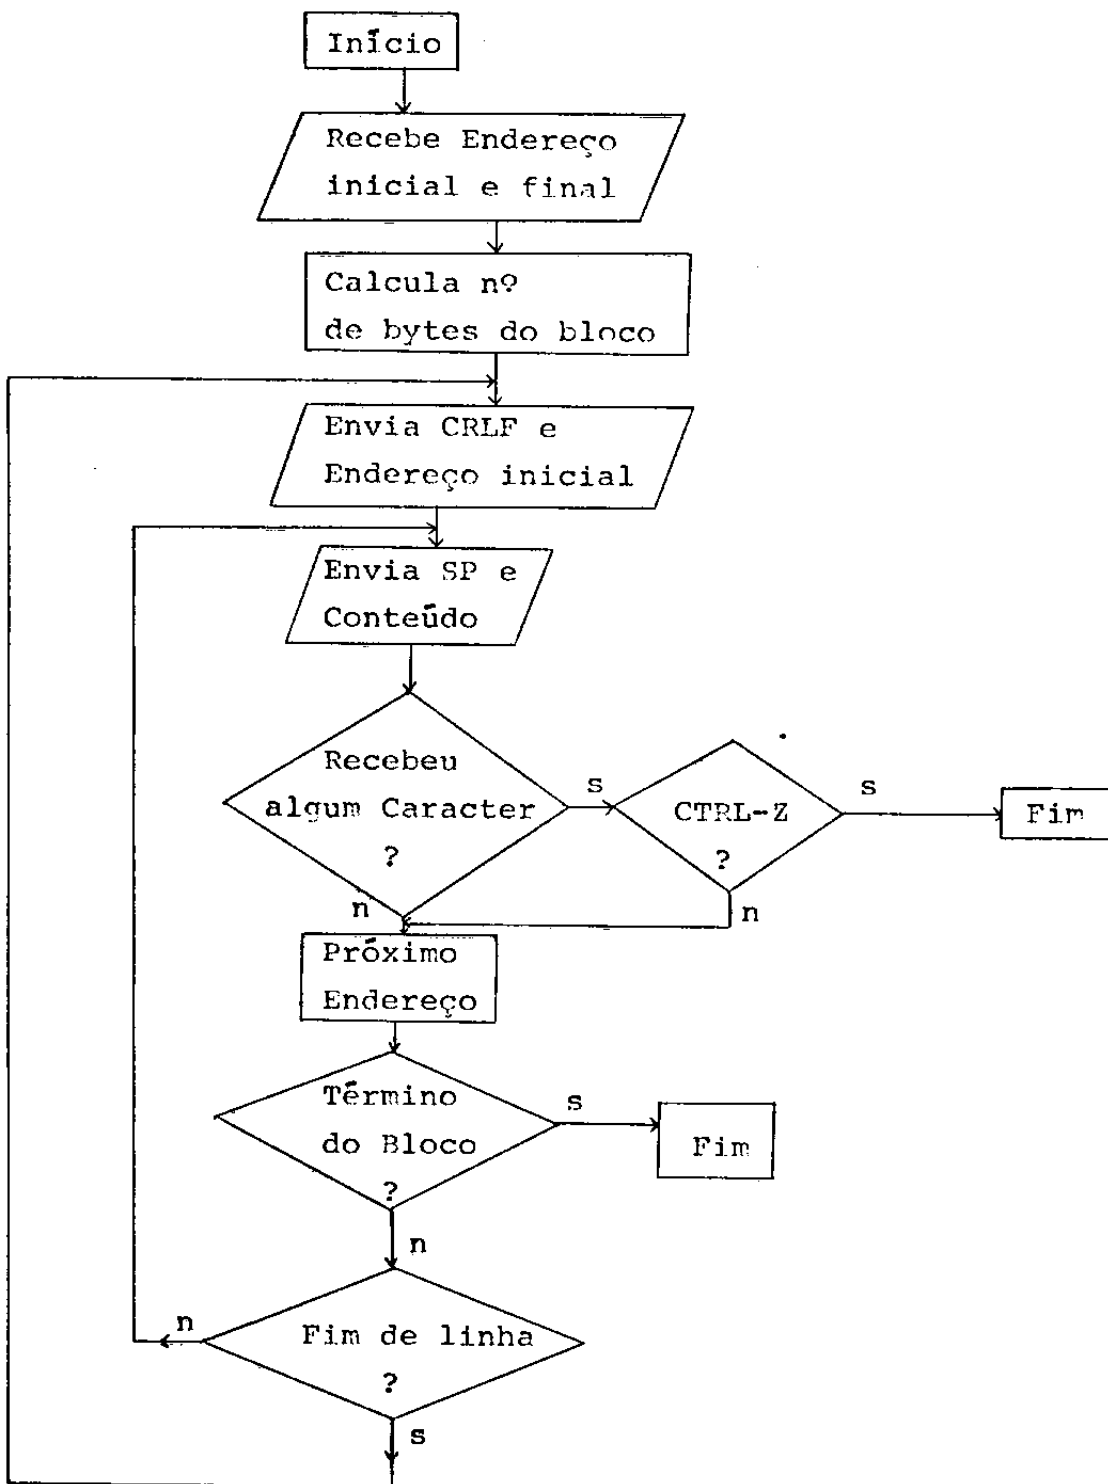 Início
Recebe Endereço
inicial e final
Calcula nº
de bytes do bloco
Envia CRLF e
Endereço inicial
Envia SP e
Conteúdo
Recebeu
algum Caracter
?
s
CTRL-Z
?
s
Fim
n
n
Próximo
Endereço
Término
do Bloco
?
s
Fim
n
Fim de linha
?
n
s